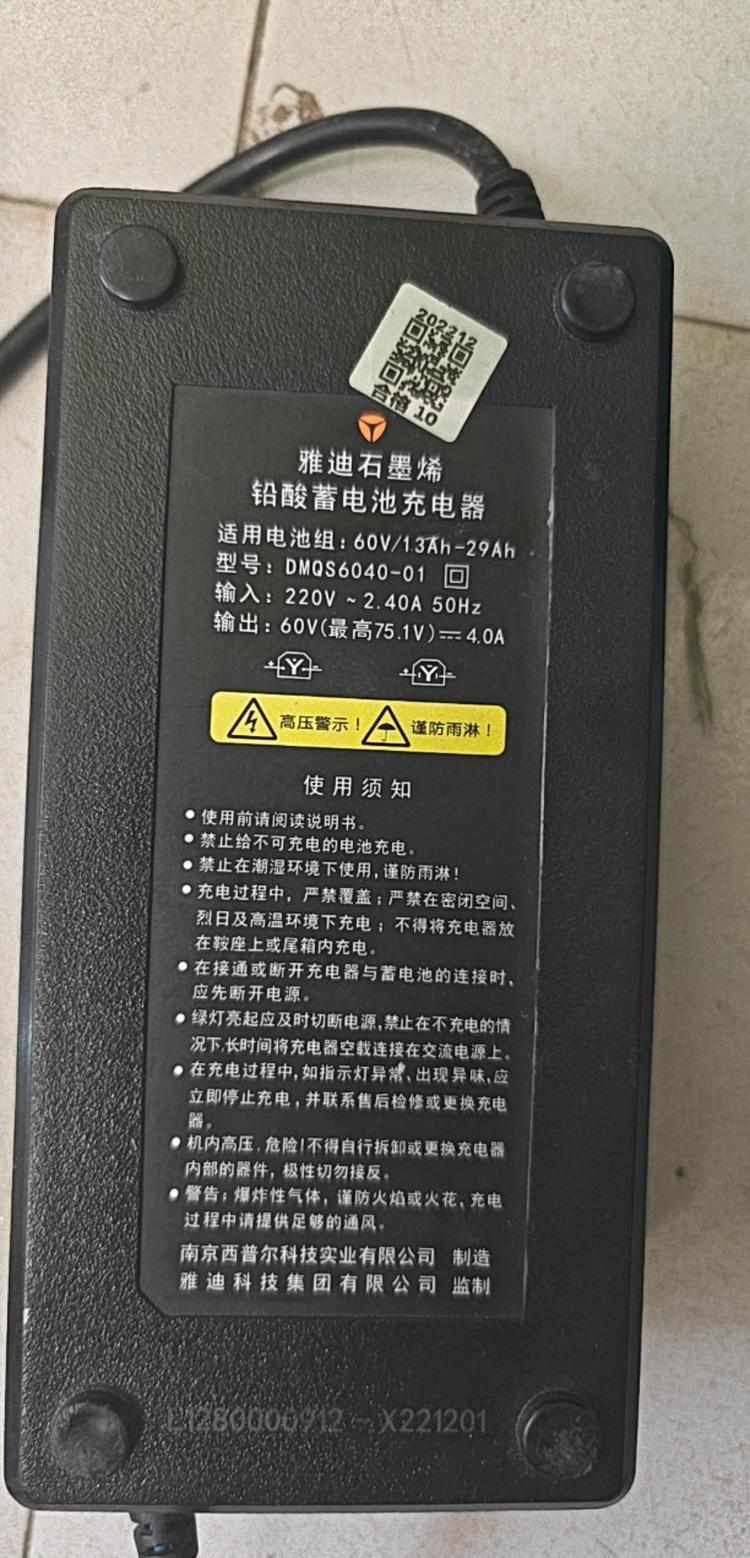 202212
合格 10
雅迪石墨烯
铅酸蓄电池充电器
适用电池组：60V/13Ah-29Ah
型号：DMQS6040-01
输入：220V ~ 2.40A 50Hz
输出：60V(最高75.1V)⎓4.0A
高压警示！ 谨防雨淋！
使用须知
●使用前请阅读说明书。
●禁止给不可充电的电池充电。
●禁止在潮湿环境下使用，谨防雨淋！
●充电过程中，严禁覆盖；严禁在密闭空间、
烈日及高温环境下充电；不得将充电器放
在鞍座上或尾箱内充电。
●在接通或断开充电器与蓄电池的连接时，
应先断开电源。
●绿灯亮起应及时切断电源，禁止在不充电的情
况下，长时间将充电器空载连接在交流电源上。
●在充电过程中，如指示灯异常、出现异味，应
立即停止充电，并联系售后检修或更换充电
器。
●机内高压，危险！不得自行拆卸或更换充电器
内部的器件，极性切勿接反。
●警告：爆炸性气体，谨防火焰或火花，充电
过程中请提供足够的通风。
南京西普尔科技实业有限公司 制造
雅迪科技集团有限公司 监制
L1280000912 - X221201